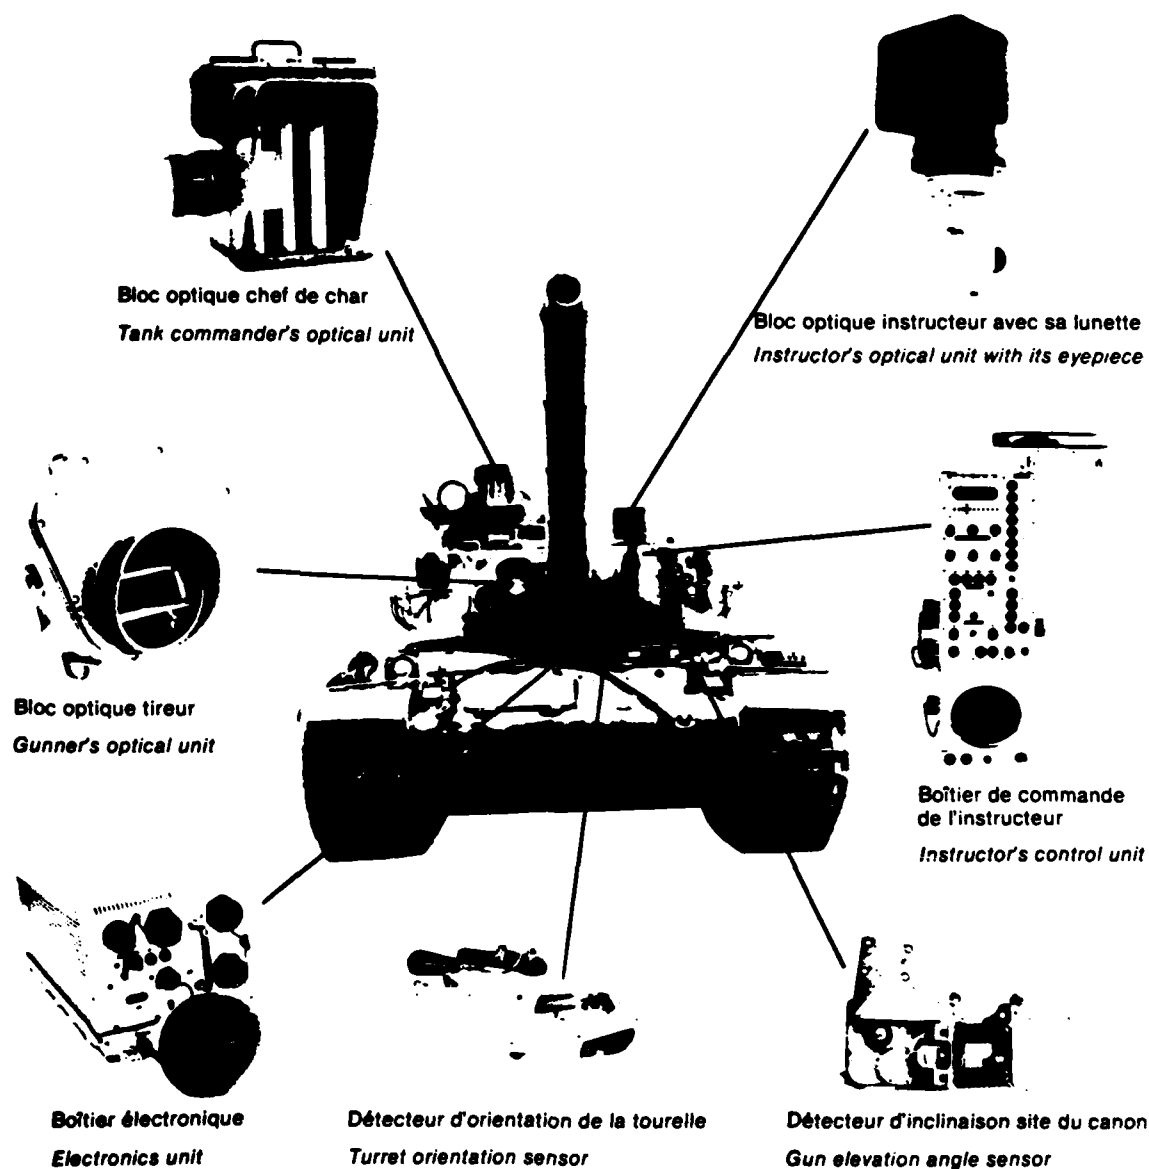 Bloc optique chef de char
Tank commander's optical unit
Bloc optique instructeur avec sa lunette
Instructor's optical unit with its eyepiece
Bloc optique tireur
Gunner's optical unit
Boîtier de commande
de l'instructeur
Instructor's control unit
Boîtier électronique
Electronics unit
Détecteur d'orientation de la tourelle
Turret orientation sensor
Détecteur d'inclinaison site du canon
Gun elevation angle sensor